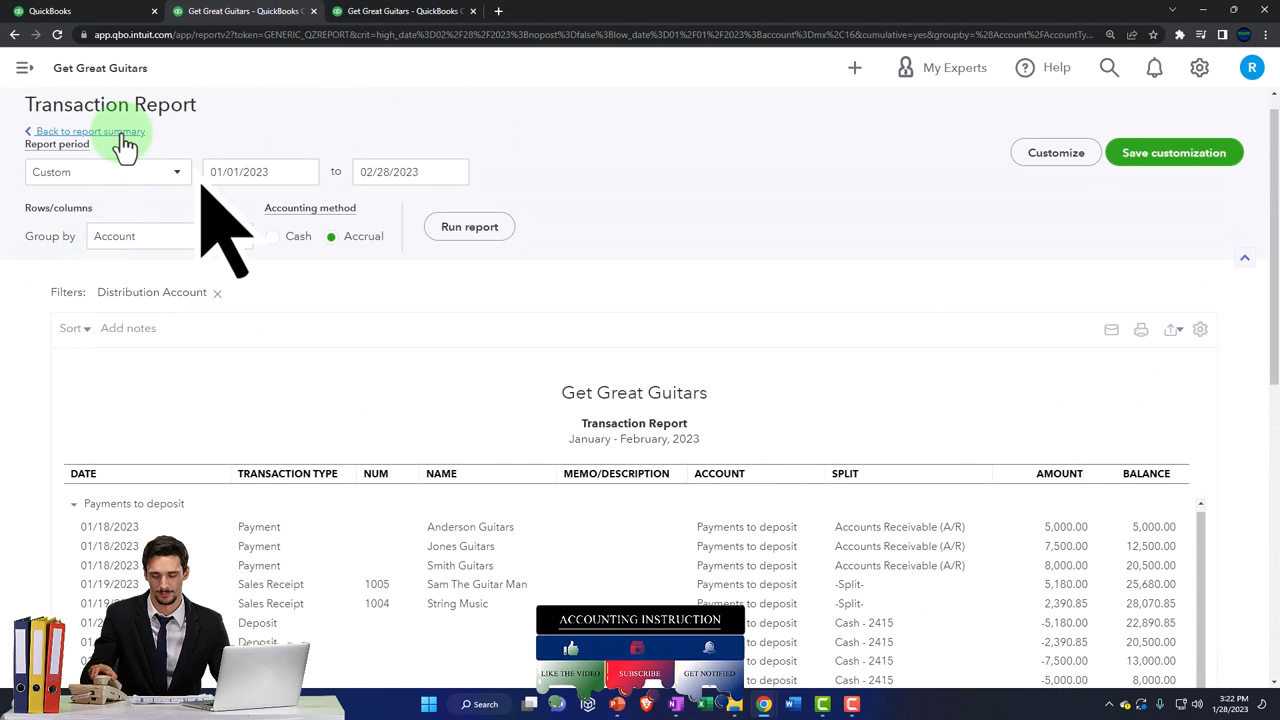 QuickBooks
Get Great Guitars - QuickBooks C
Get Great Guitars - QuickBooks C
app.qbo.intuit.com/app/reportv2?token=GENERIC_QZREPORT&crit=high_date%3D02%2F28%2F2023%3Bnopost%3Dfalse%3Blow_date%3D01%2F01%2F2023%3Baccount%3Dmx%2C16&cumulative=yes&groupby=%28Account%2FAccountTy...
Get Great Guitars
My Experts
Help
R
Transaction Report
Back to report summary
Report period
Custom
01/01/2023
to
02/28/2023
Customize
Save customization
Rows/columns
Accounting method
Group by
Account
Cash
Accrual
Run report
Filters: Distribution Account
Sort
Add notes
Get Great Guitars
Transaction Report
January - February, 2023
DATE TRANSACTION TYPE NUM NAME MEMO/DESCRIPTION ACCOUNT SPLIT AMOUNT BALANCE
Payments to deposit
01/18/2023 Payment Anderson Guitars Payments to deposit Accounts Receivable (A/R) 5,000.00 5,000.00
01/18/2023 Payment Jones Guitars Payments to deposit Accounts Receivable (A/R) 7,500.00 12,500.00
01/18/2023 Payment Smith Guitars Payments to deposit Accounts Receivable (A/R) 8,000.00 20,500.00
01/19/2023 Sales Receipt 1005 Sam The Guitar Man Payments to deposit -Split- 5,180.00 25,680.00
01/19 Sales Receipt 1004 String Music Payments to deposit -Split- 2,390.85 28,070.85
Deposit Cash - 2415 -5,180.00 22,890.85
Deposit Cash - 2415 -2,390.85 20,500.00
Cash - 2415 -7,500.00 13,000.00
Cash - 2415 -5,000.00 8,000.00
ACCOUNTING INSTRUCTION
LIKE THE VIDEO SUBSCRIBE GET NOTIFIED
Search
3:22 PM
1/28/2023